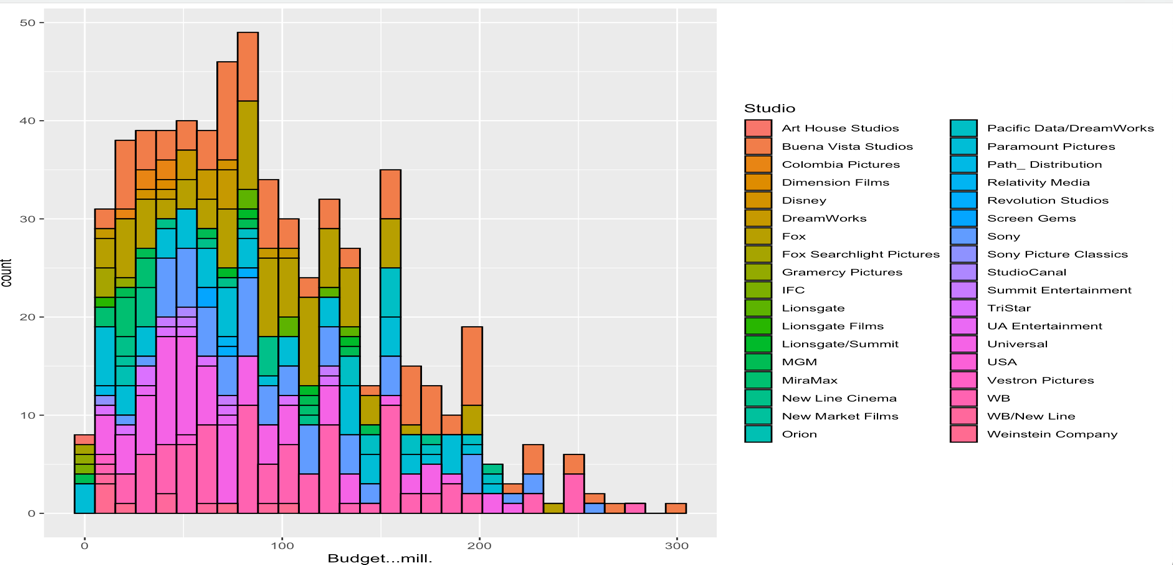 50
40
30
20
10
0
count
0
100
200
300
Budget...mill.
Studio
Art House Studios
Buena Vista Studios
Colombia Pictures
Dimension Films
Disney
DreamWorks
Fox
Fox Searchlight Pictures
Gramercy Pictures
IFC
Lionsgate
Lionsgate Films
Lionsgate/Summit
MGM
MiraMax
New Line Cinema
New Market Films
Orion
Pacific Data/DreamWorks
Paramount Pictures
Path_ Distribution
Relativity Media
Revolution Studios
Screen Gems
Sony
Sony Picture Classics
StudioCanal
Summit Entertainment
TriStar
UA Entertainment
Universal
USA
Vestron Pictures
WB
WB/New Line
Weinstein Company